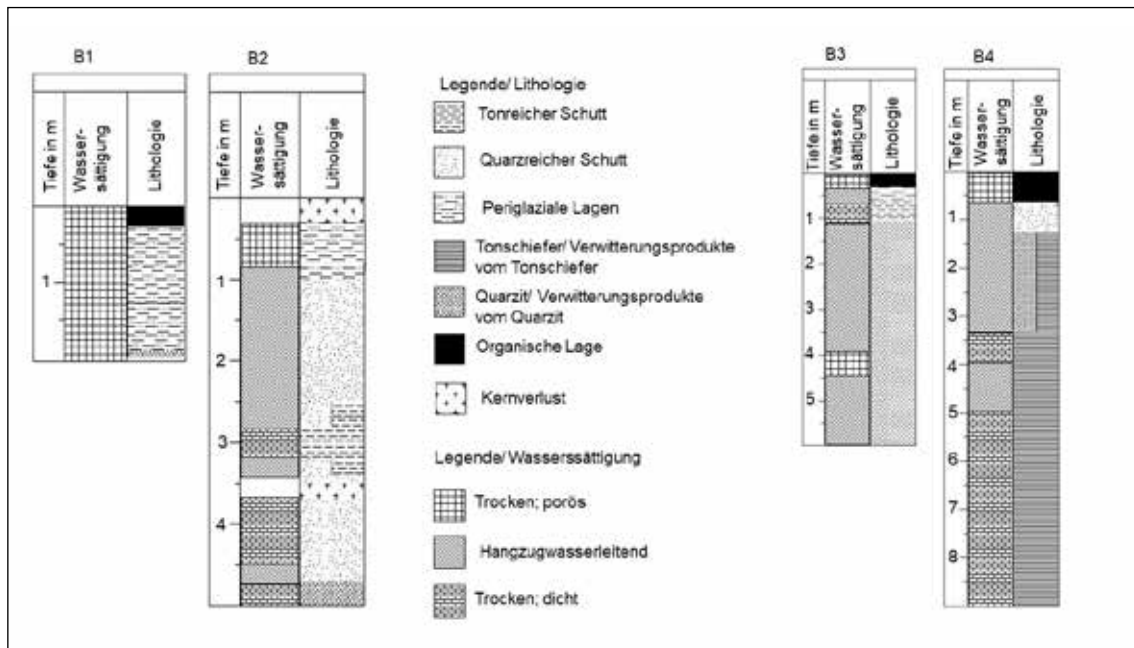 B1
Tiefe in m
Wasser-
sättigung
Lithologie
1
B2
Tiefe in m
Wasser-
sättigung
Lithologie
1
2
3
4
Legende/ Lithologie
Tonreicher Schutt
Quarzreicher Schutt
Periglaziale Lagen
Tonschiefer/ Verwitterungsprodukte
vom Tonschiefer
Quarzit/ Verwitterungsprodukte
vom Quarzit
Organische Lage
Kernverlust
Legende/ Wasserssättigung
Trocken; porös
Hangzugwasserleitend
Trocken; dicht
B3
Tiefe in m
Wasser-
sättigung
Lithologie
1
2
3
4
5
B4
Tiefe in m
Wasser-
sättigung
Lithologie
1
2
3
4
5
6
7
8